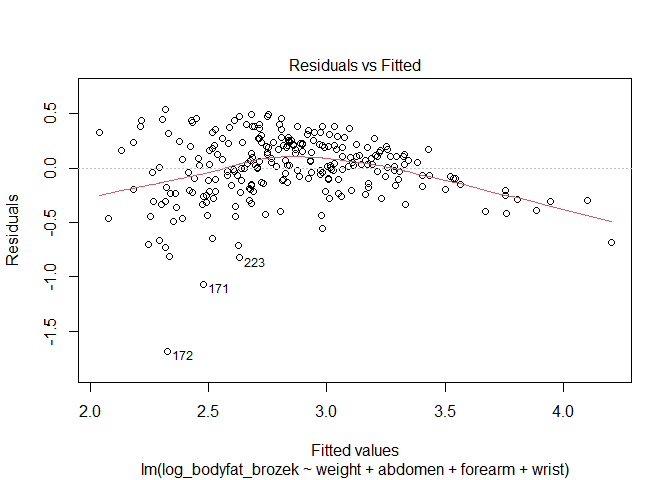 Residuals vs Fitted
Residuals
0.5
0.0
-0.5
-1.0
-1.5
223
171
172
2.0 2.5 3.0 3.5 4.0
Fitted values
lm(log_bodyfat_brozek ~ weight + abdomen + forearm + wrist)